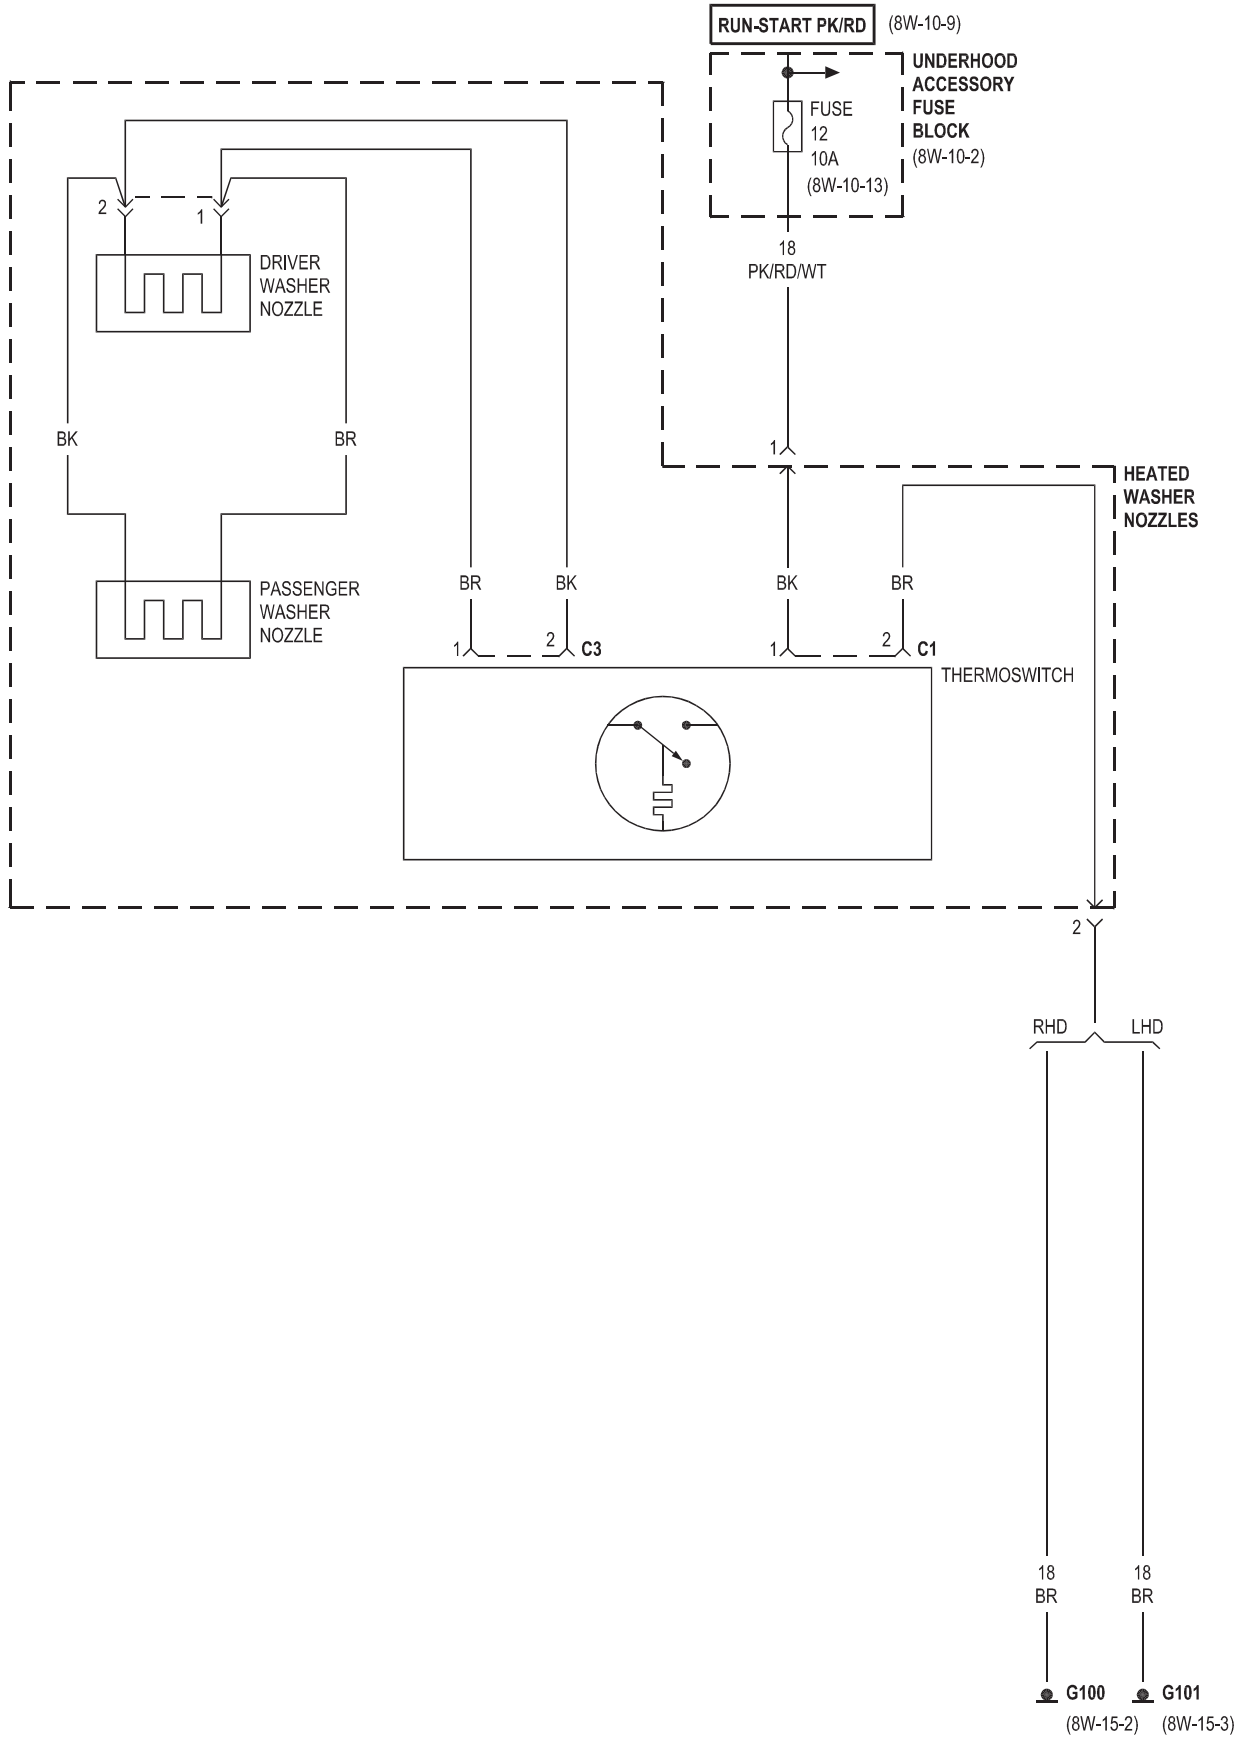 RUN-START PK/RD (8W-10-9)
UNDERHOOD
ACCESSORY
FUSE
BLOCK
(8W-10-2)
FUSE
12
10A
(8W-10-13)
18
PK/RD/WT
2
1
DRIVER
WASHER
NOZZLE
BK
BR
1
HEATED
WASHER
NOZZLES
BR
BK
BK
BR
PASSENGER
WASHER
NOZZLE
1
2
C3
1
2
C1
THERMOSWITCH
2
RHD
LHD
18
BR
18
BR
G100
(8W-15-2)
G101
(8W-15-3)